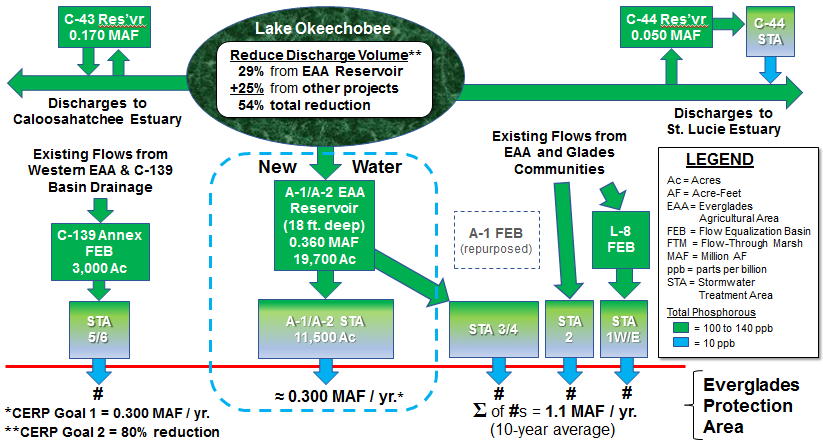 C-43 Res'vr
0.170 MAF
Lake Okeechobee
Reduce Discharge Volume**
29% from EAA Reservoir
+25% from other projects
54% total reduction
C-44 Res'vr
0.050 MAF
C-44
STA
Discharges to
Caloosahatchee Estuary
Discharges to
St. Lucie Estuary
Existing Flows from
Western EAA & C-139
Basin Drainage
New Water
Existing Flows from
EAA and Glades
Communities
C-139 Annex
FEB
3,000 Ac
A-1/A-2 EAA
Reservoir
(18 ft. deep)
0.360 MAF
19,700 Ac
A-1 FEB
(repurposed)
L-8
FEB
STA
5/6
A-1/A-2 STA
11,500 Ac
STA 3/4
STA
2
STA
1W/E
LEGEND
Ac = Acres
AF = Acre-Feet
EAA = Everglades
Agricultural Area
FEB = Flow Equalization Basin
FTM = Flow-Through Marsh
MAF = Million AF
ppb = parts per billion
STA = Stormwater
Treatment Area
Total Phosphorous
= 100 to 140 ppb
= 10 ppb
#
≈ 0.300 MAF / yr.*
# # #
Σ of #s = 1.1 MAF / yr.
(10-year average)
Everglades
Protection
Area
*CERP Goal 1 = 0.300 MAF / yr.
**CERP Goal 2 = 80% reduction